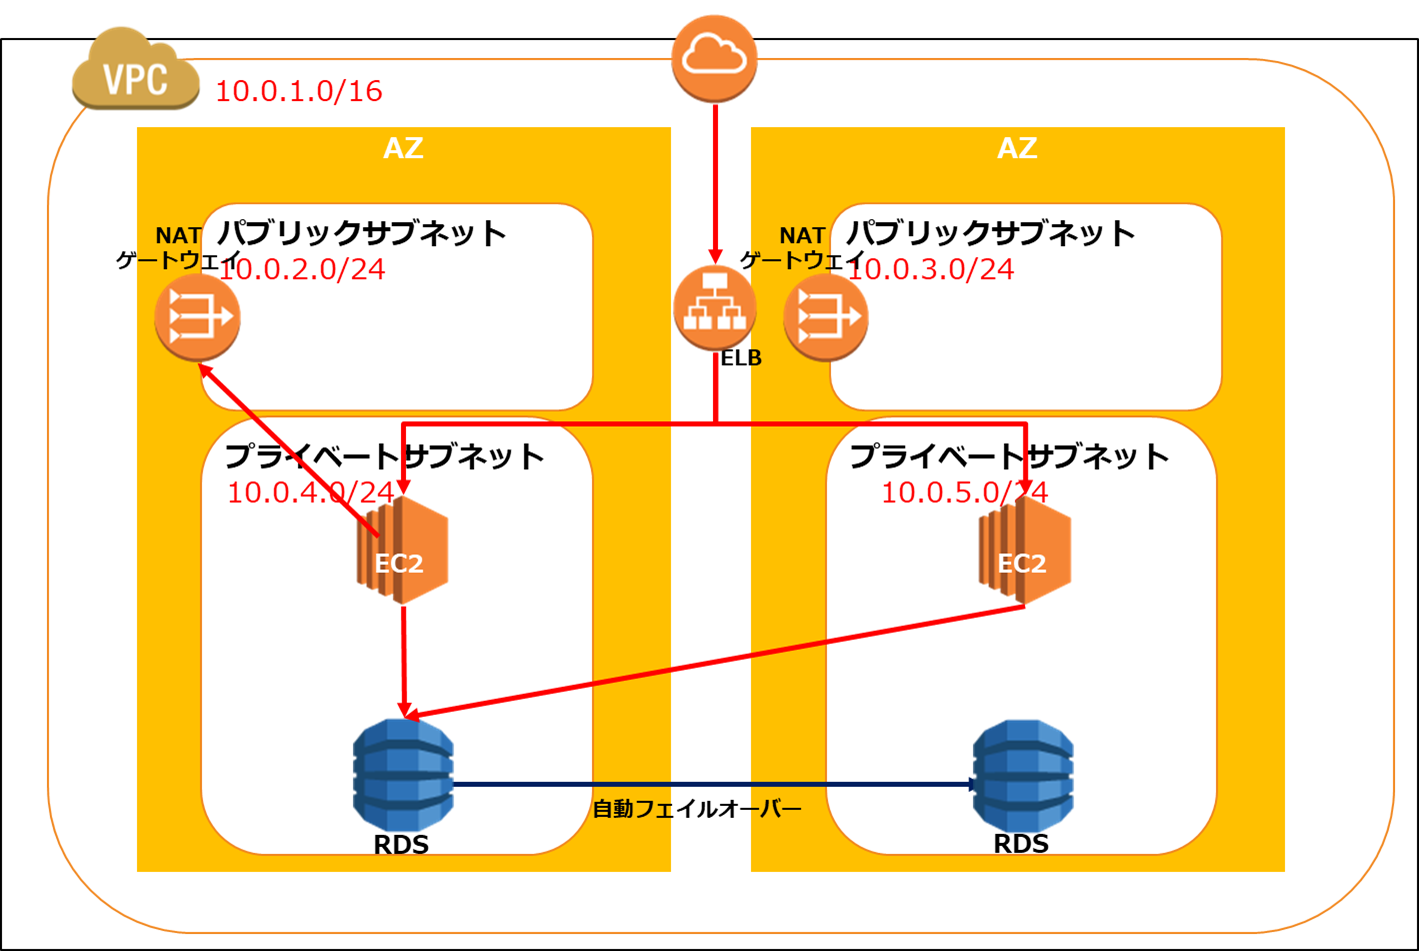 VPC
10.0.1.0/16
AZ
NAT
ゲートウェイ
パブリックサブネット
10.0.2.0/24
プライベートサブネット
10.0.4.0/24
EC2
RDS
ELB
自動フェイルオーバー
AZ
NAT
ゲートウェイ
パブリックサブネット
10.0.3.0/24
プライベートサブネット
10.0.5.0/24
EC2
RDS